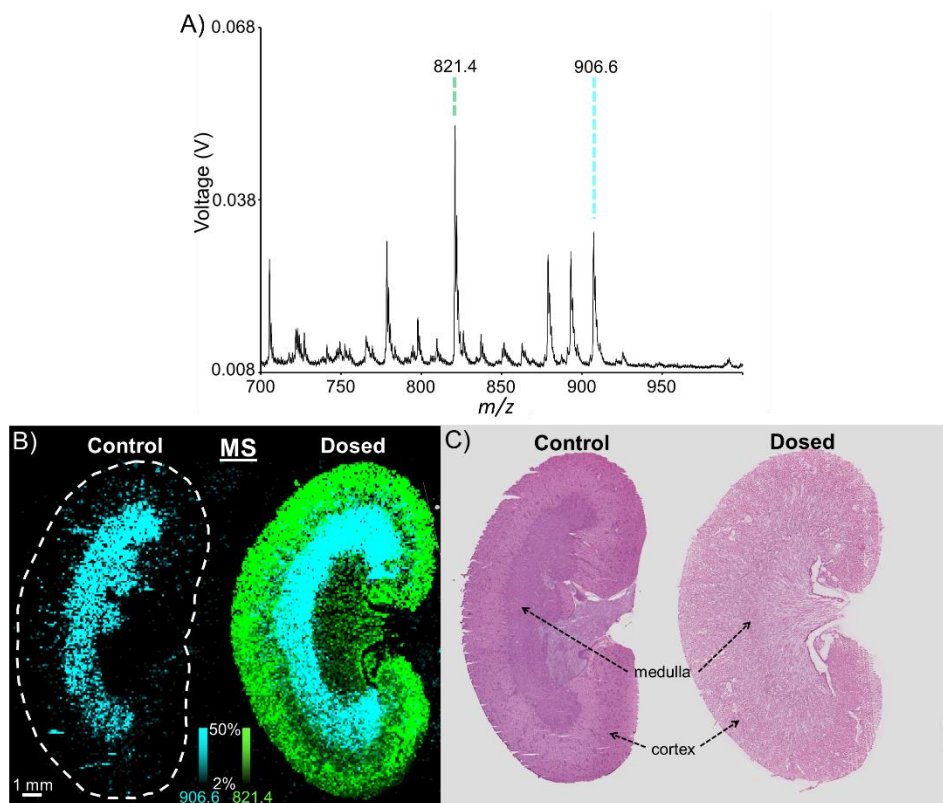 A)
0.068
0.038
0.008
Voltage (V)
821.4
906.6
700
750
800
850
900
950
m/z
B)
Control
MS
Dosed
1 mm
50%
2%
906.6
821.4
C)
Control
Dosed
medulla
cortex